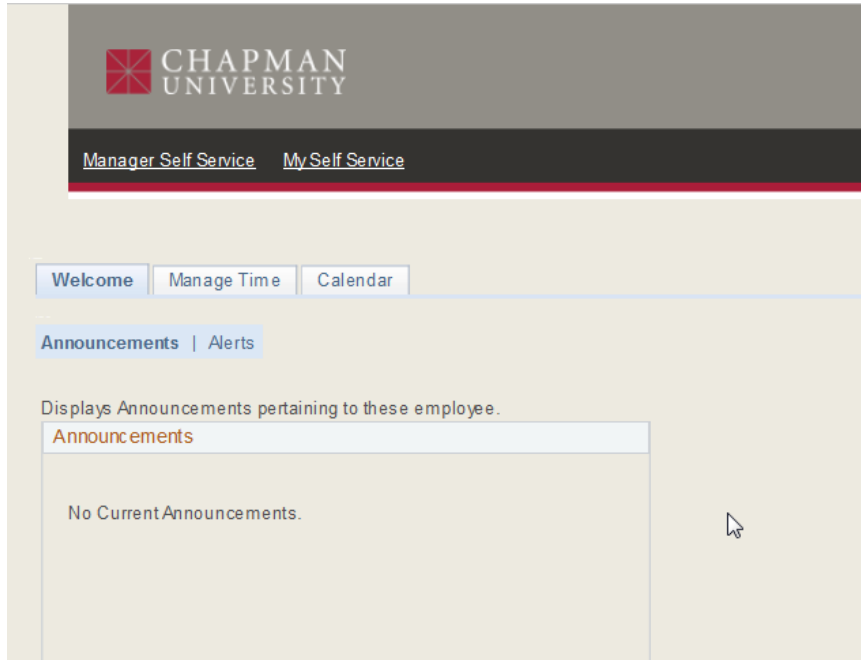 CHAPMAN
UNIVERSITY
Manager Self Service My Self Service
Welcome Manage Time Calendar
Announcements | Alerts
Displays Announcements pertaining to these employee.
Announcements
No Current Announcements.